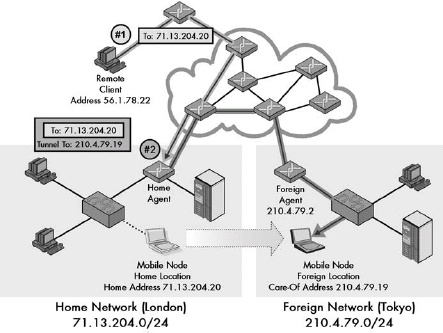 #1
To: 71.13.204.20
Remote
Client
Address 56.1.78.22
To: 71.13.204.20
Tunnel To: 210.4.79.19
#2
Home
Agent
Foreign
Agent
210.4.79.2
Mobile Node
Home Location
Home Address 71.13.204.20
Mobile Node
Foreign Location
Care-Of Address 210.4.79.19
Home Network (London)
71.13.204.0/24
Foreign Network (Tokyo)
210.4.79.0/24